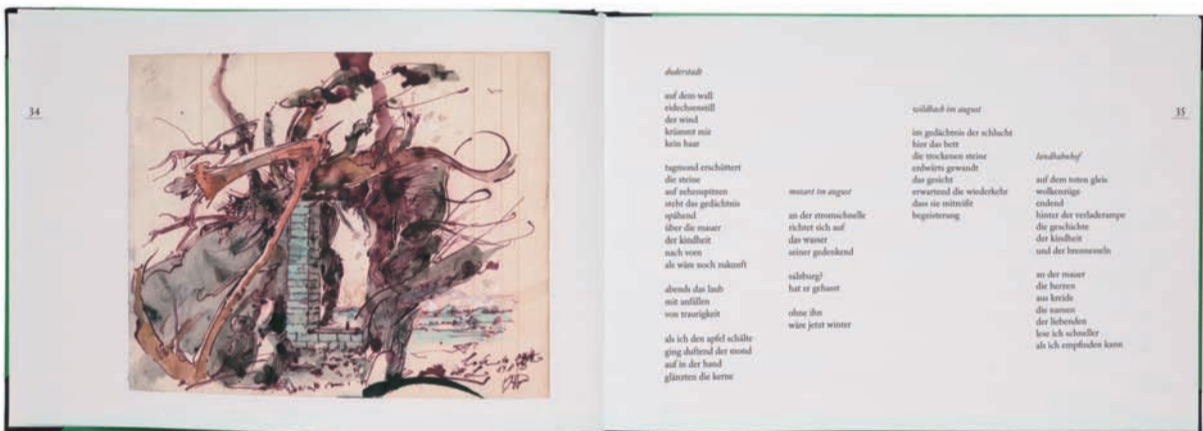 34
duderstadt
auf dem wall
eidechsenstill
der wind
krümmt mir
kein haar
tagmond erschüttert
die steine
auf zehenspitzen
steht das gedächtnis
spähend
über die mauer
der kindheit
nach vorn
als wäre noch zukunft
abends das laub
mit anfällen
von traurigkeit
als ich den apfel schälte
ging duftend der mond
auf in der hand
glänzten die kerne
mozart im august
an der stromschnelle
richtet sich auf
das wasser
seiner gedenkend
salzburg?
hat er gehasst
ohne ihn
wäre jetzt winter
wildbach im august
im gedächtnis der schlucht
hier das bett
die trockenen steine
erdwärts gewandt
das gesicht
erwartend die wiederkehr
dass sie mitreißt
begeisterung
landbahnhof
auf dem toten gleis
wolkenzüge
endend
hinter der verladerampe
die geschichte
der kindheit
und der brennesseln
an der mauer
die herzen
aus kreide
die namen
der liebenden
lese ich schneller
als ich empfinden kann
35